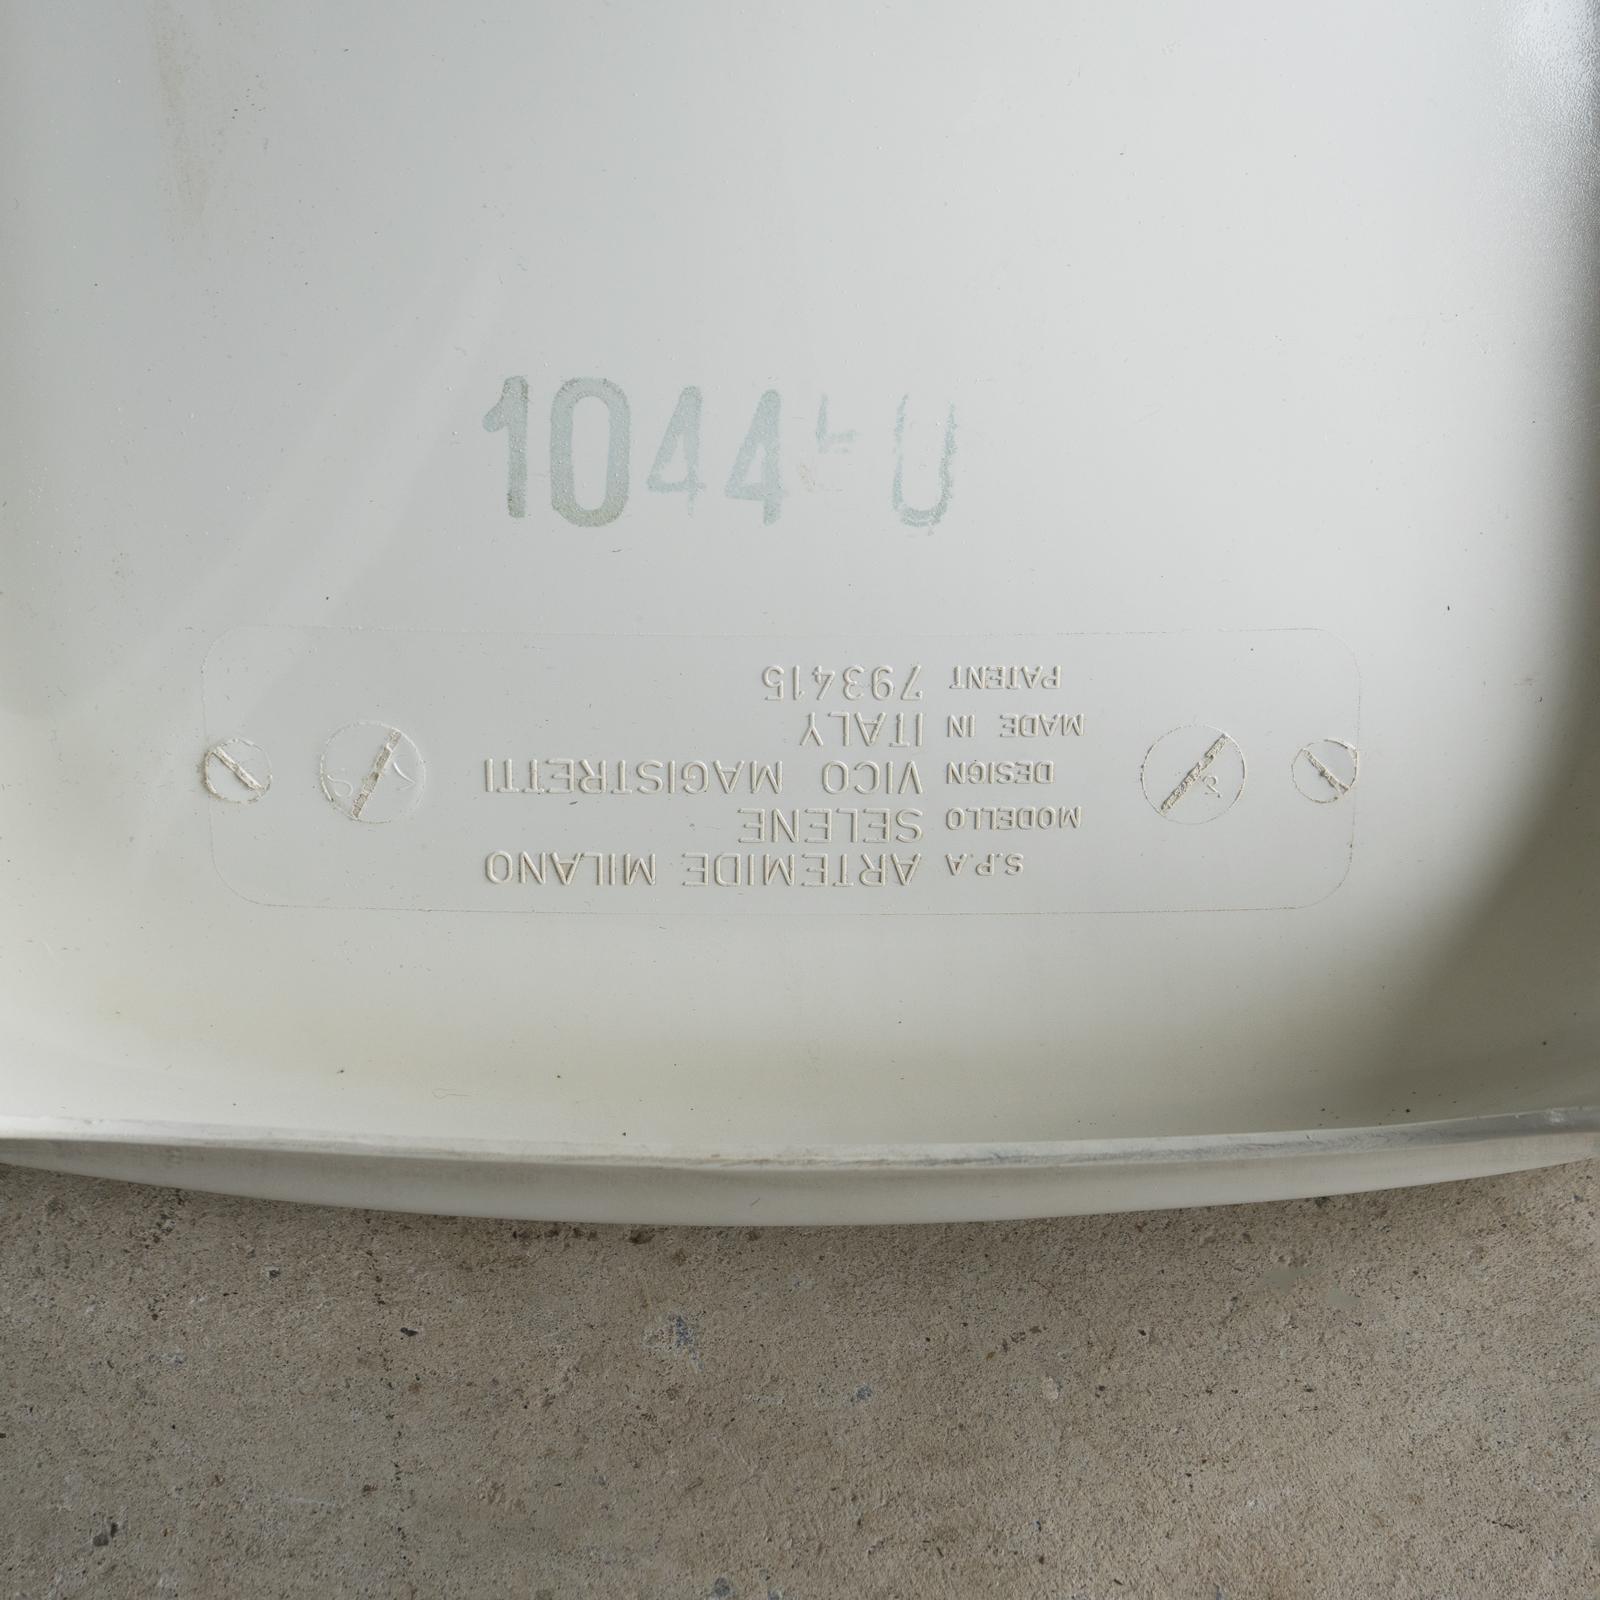 1044
S.P.A ARTEMIDE MILANO
MODELLO SELENE
DESIGN VICO MAGISTRETTI
MADE IN ITALY
PATENT 793415